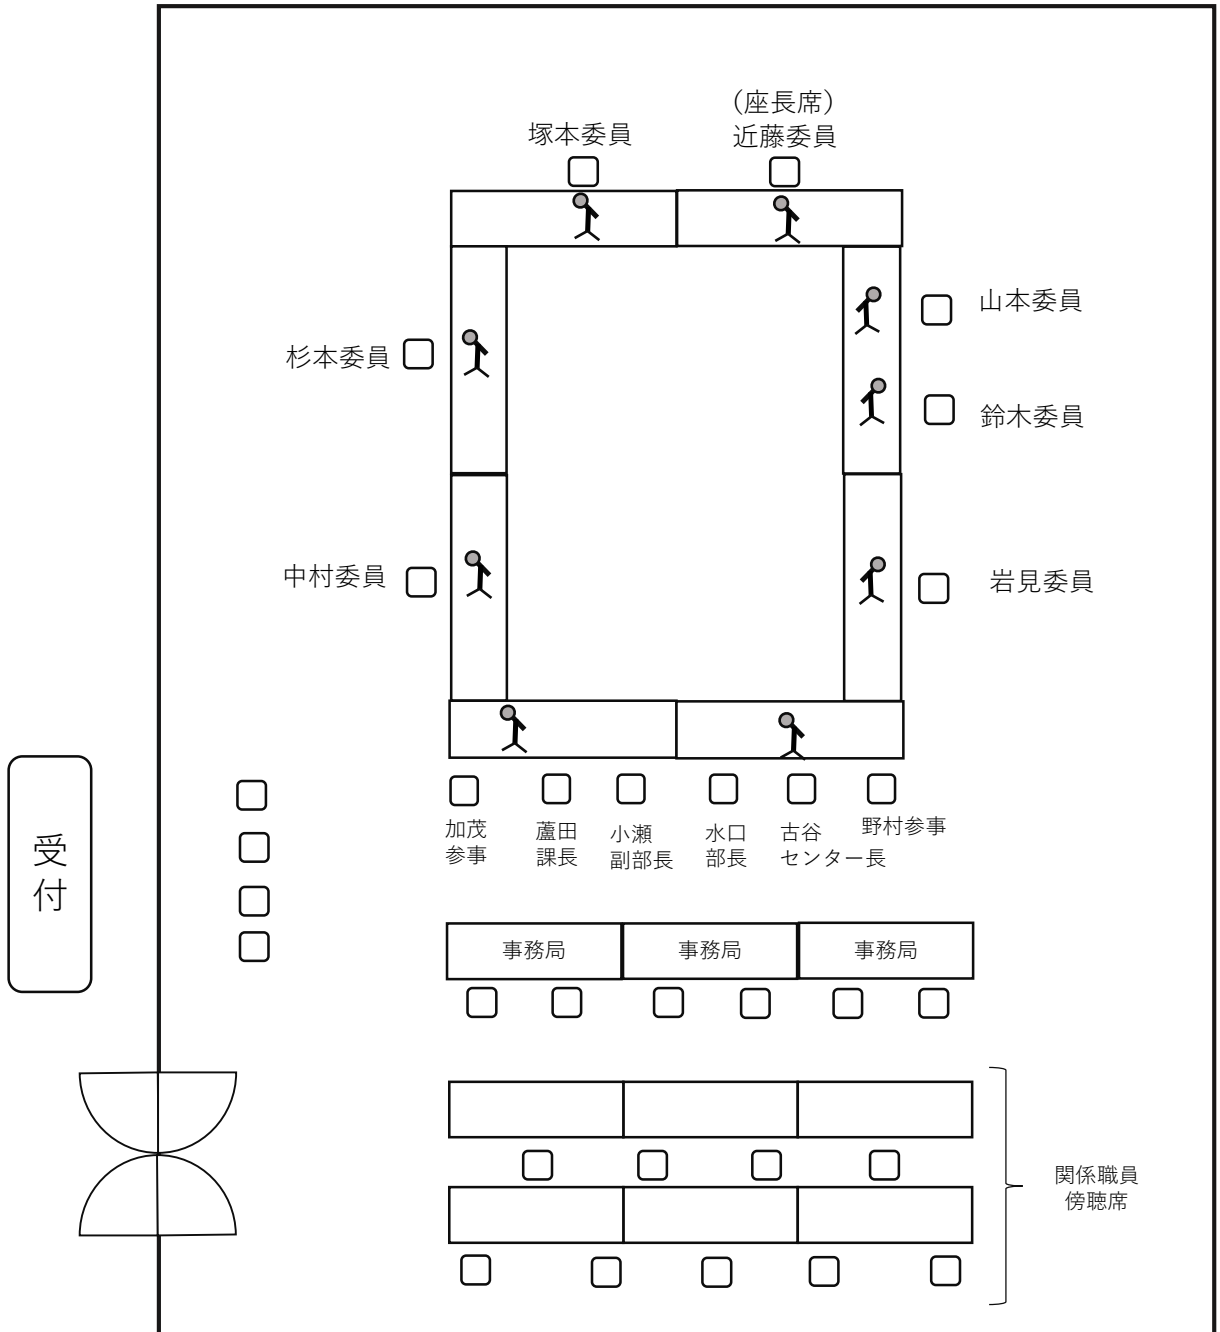 （座長席）
塚本委員
近藤委員
山本委員
杉本委員
鈴木委員
中村委員
岩見委員
加茂
参事
蘆田
課長
小瀬
副部長
水口
部長
古谷
センター長
野村参事
受
付
事務局
事務局
事務局
関係職員
傍聴席